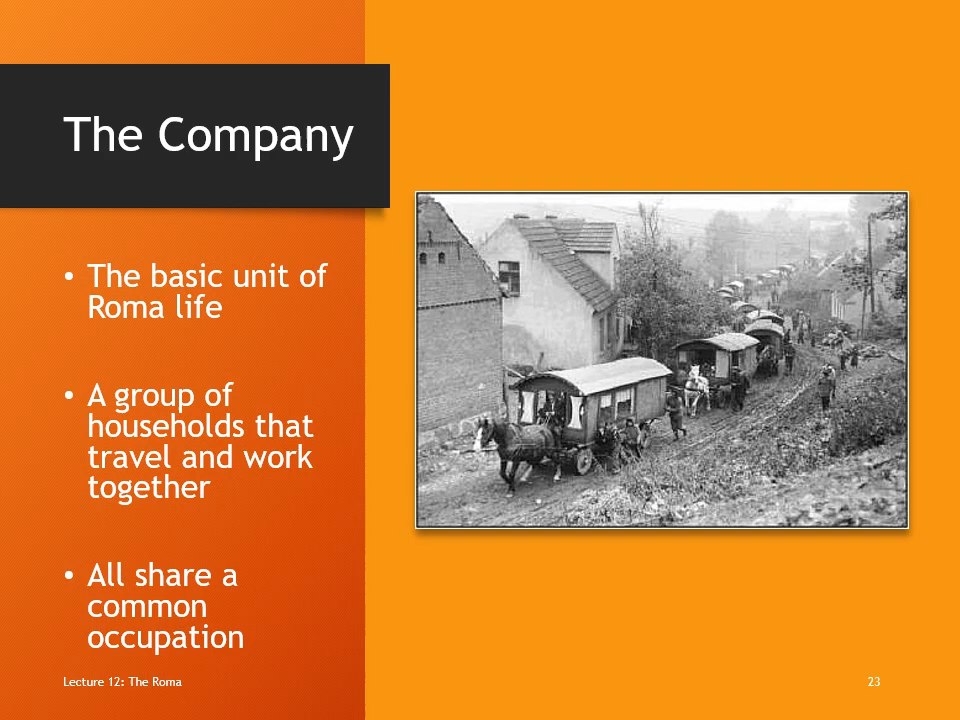 The Company
• The basic unit of
Roma life
• A group of
households that
travel and work
together
• All share a
common
occupation
Lecture 12: The Roma
23